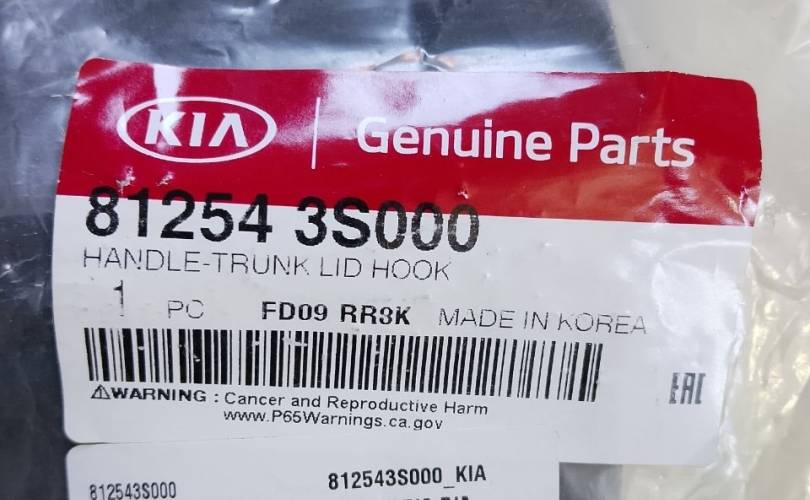 KIA | Genuine Parts
81254 3S000
HANDLE-TRUNK LID HOOK
1 PC FD09 RR3K MADE IN KOREA
⚠WARNING : Cancer and Reproductive Harm
www.P65Warnings.ca.gov
EAC
812543S000 812543S000_KIA